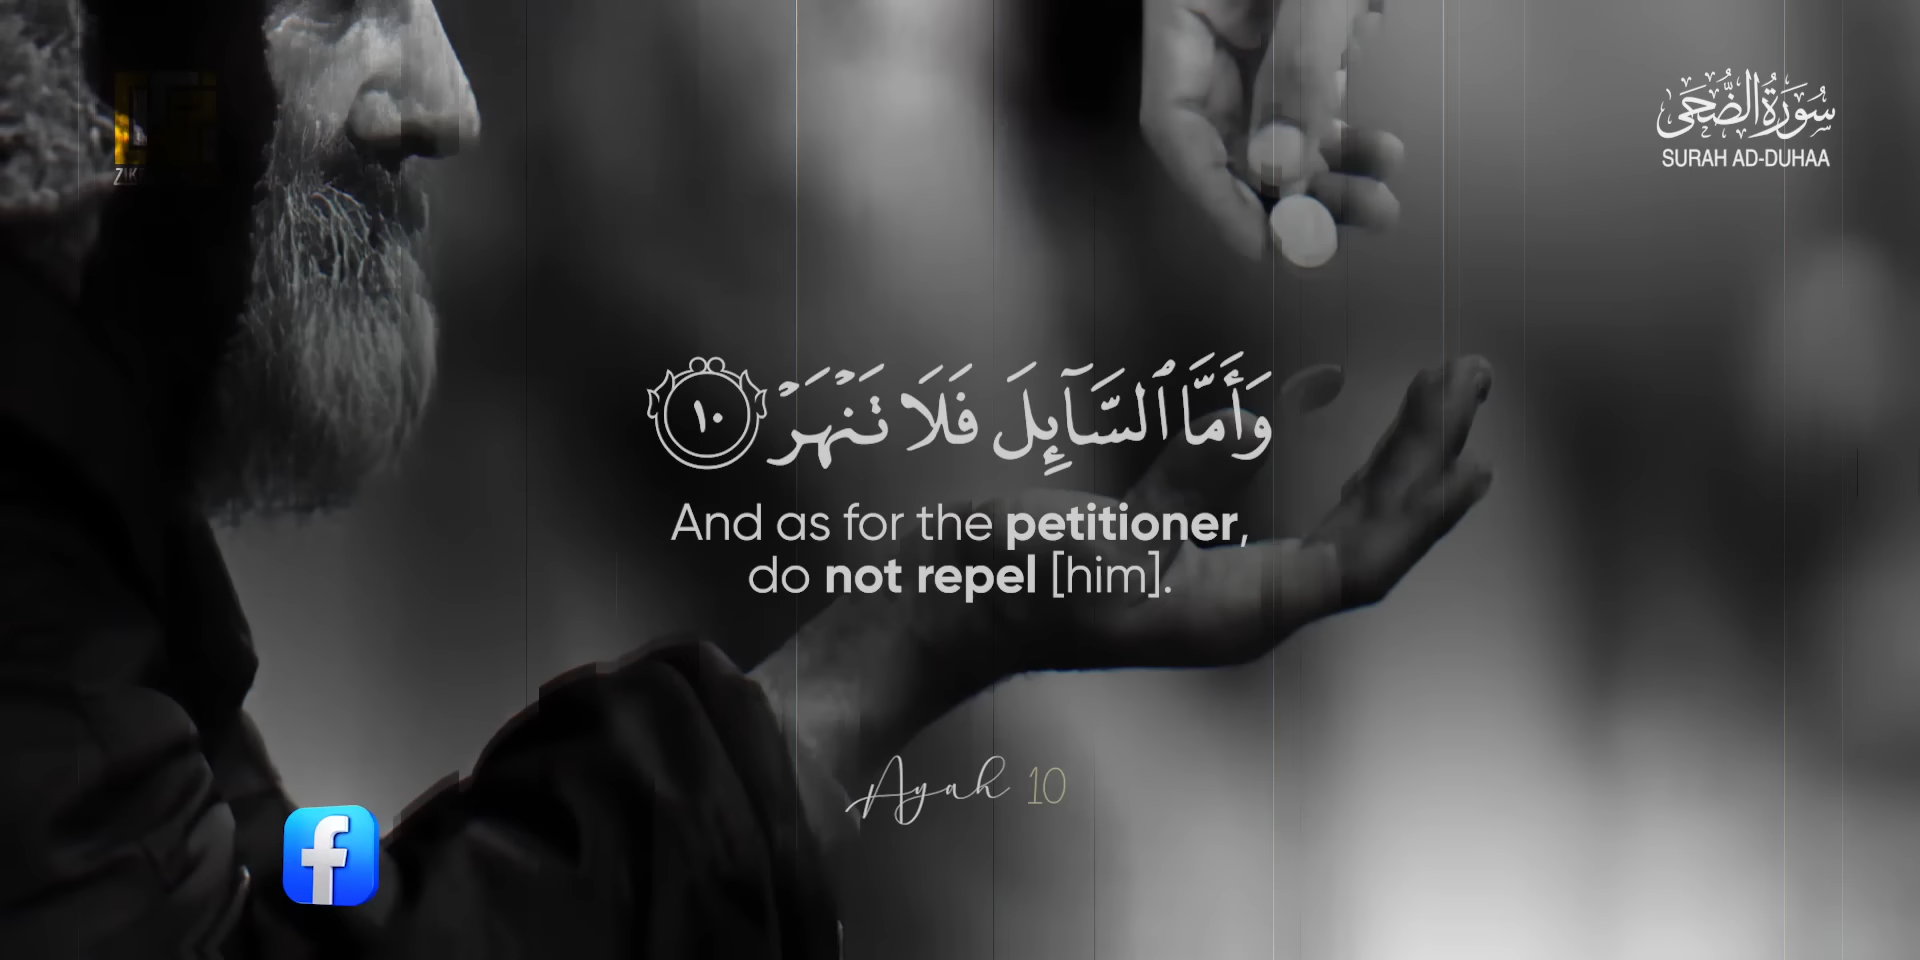 سُورَةُ الضُّحَى
SURAH AD-DUHAA
وَأَمَّا ٱلسَّآئِلَ فَلَا تَنۡهَرۡ ١٠
And as for the petitioner,
do not repel [him].
Ayah 10